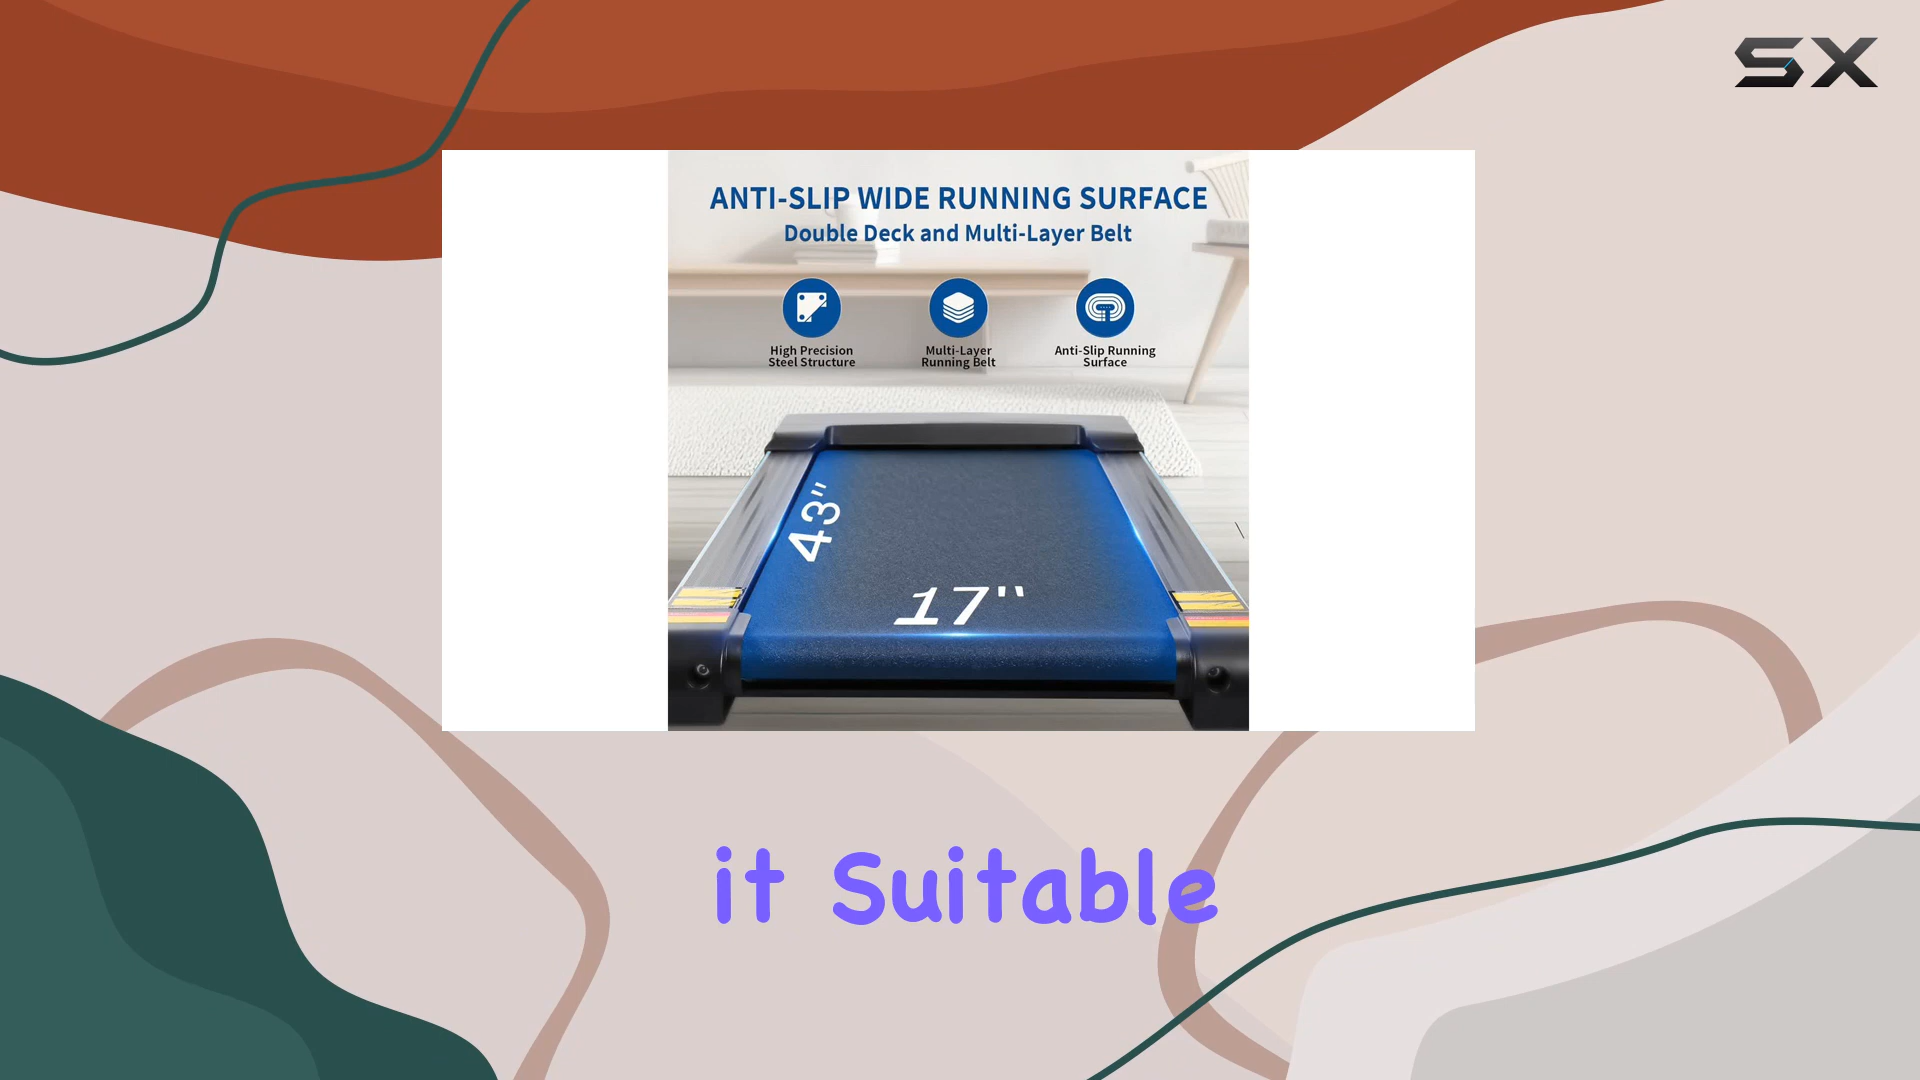 SX
ANTI-SLIP WIDE RUNNING SURFACE
Double Deck and Multi-Layer Belt
High Precision
Steel Structure
Multi-Layer
Running Belt
Anti-Slip Running
Surface
43"
17"
it Suitable